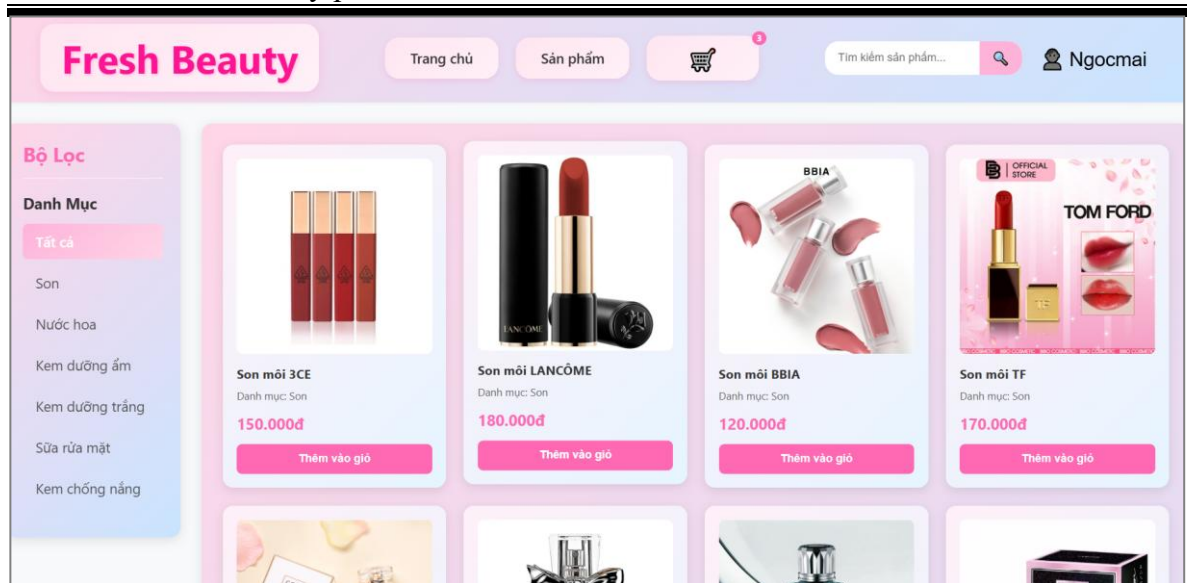 Fresh Beauty
Trang chủ
Sản phẩm
3
Tìm kiếm sản phẩm...
Ngocmai
Bộ Lọc
Danh Mục
Tất cả
Son
Nước hoa
Kem dưỡng ẩm
Kem dưỡng trắng
Sữa rửa mặt
Kem chống nắng
Son môi 3CE
Danh mục: Son
150.000đ
Thêm vào giỏ
LANCÔME
Son môi LANCÔME
Danh mục: Son
180.000đ
Thêm vào giỏ
BBIA
Son môi BBIA
Danh mục: Son
120.000đ
Thêm vào giỏ
OFFICIAL
STORE
TOM FORD
TF
Son môi TF
Danh mục: Son
170.000đ
Thêm vào giỏ